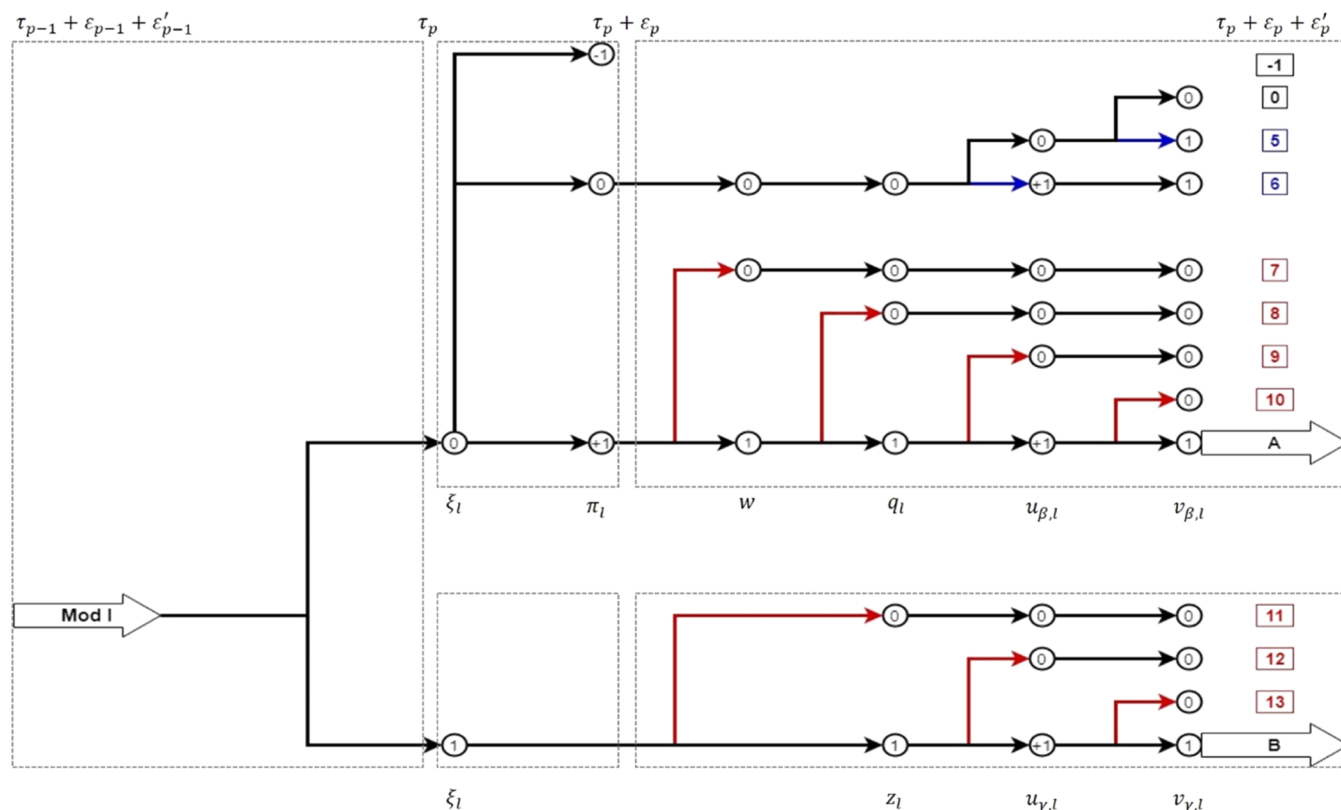 τ_{p−1} + ε_{p−1} + ε′_{p−1} τ_p τ_p + ε_p τ_p + ε_p + ε′_p
-1 -1
0 0
0 1 5
0 0 0 +1 1 6
0 0 0 0 7
0 0 0 8
0 0 9
0 10
0 +1 1 1 +1 1 A
ξ_l π_l w q_l u_{β,l} v_{β,l}
Mod I 0 0 0 11
0 0 12
0 13
1 1 +1 1 B
ξ_l z_l u_{γ,l} v_{γ,l}